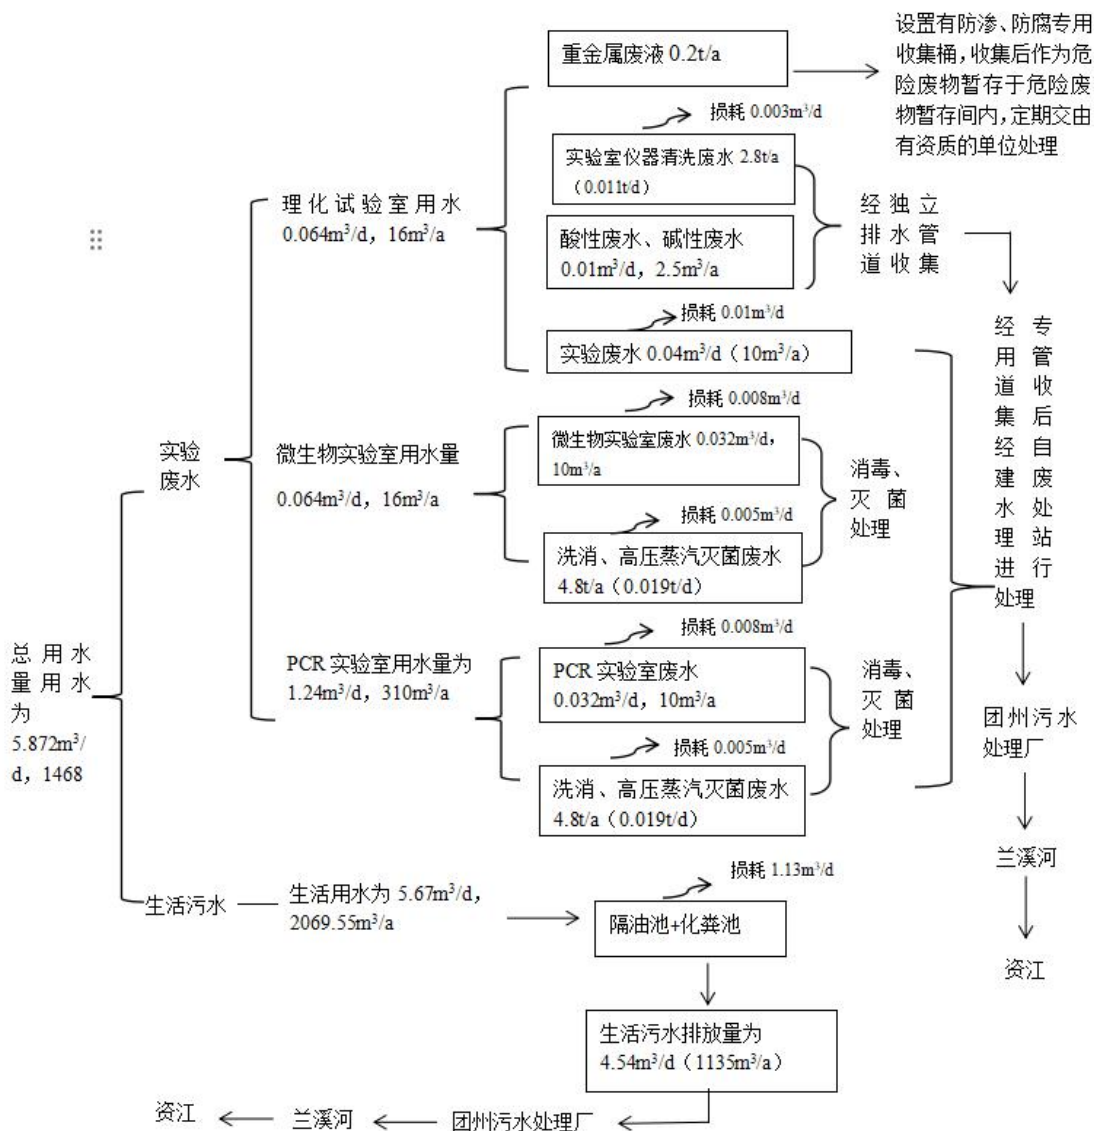 设置有防渗、防腐专用
收集桶，收集后作为危
险废物暂存于危险废
物暂存间内，定期交由
有资质的单位处理
重金属废液 0.2t/a
损耗 0.003m³/d
实验室仪器清洗废水 2.8t/a
（0.011t/d）
理化试验室用水
0.064m³/d，16m³/a
酸性废水、碱性废水
0.01m³/d，2.5m³/a
经独立
排水管
道收集
损耗 0.01m³/d
实验废水 0.04m³/d（10m³/a）
经专
用管
道收
集后
经自
建废
水处
理站
进行
处理
损耗 0.008m³/d
微生物实验室废水 0.032m³/d，
10m³/a
实验
废水
微生物实验室用水量
0.064m³/d，16m³/a
消毒、
灭菌
处理
损耗 0.005m³/d
洗消、高压蒸汽灭菌废水
4.8t/a（0.019t/d）
损耗 0.008m³/d
总用水
量用水
为
5.872m³/
d，1468
PCR 实验室用水量为
1.24m³/d，310m³/a
PCR 实验室废水
0.032m³/d，10m³/a
消毒、
灭菌
处理
损耗 0.005m³/d
洗消、高压蒸汽灭菌废水
4.8t/a（0.019t/d）
团州污水
处理厂
兰溪河
资江
损耗 1.13m³/d
生活污水
生活用水为 5.67m³/d，
2069.55m³/a
隔油池+化粪池
生活污水排放量为
4.54m³/d（1135m³/a）
资江
兰溪河
团州污水处理厂